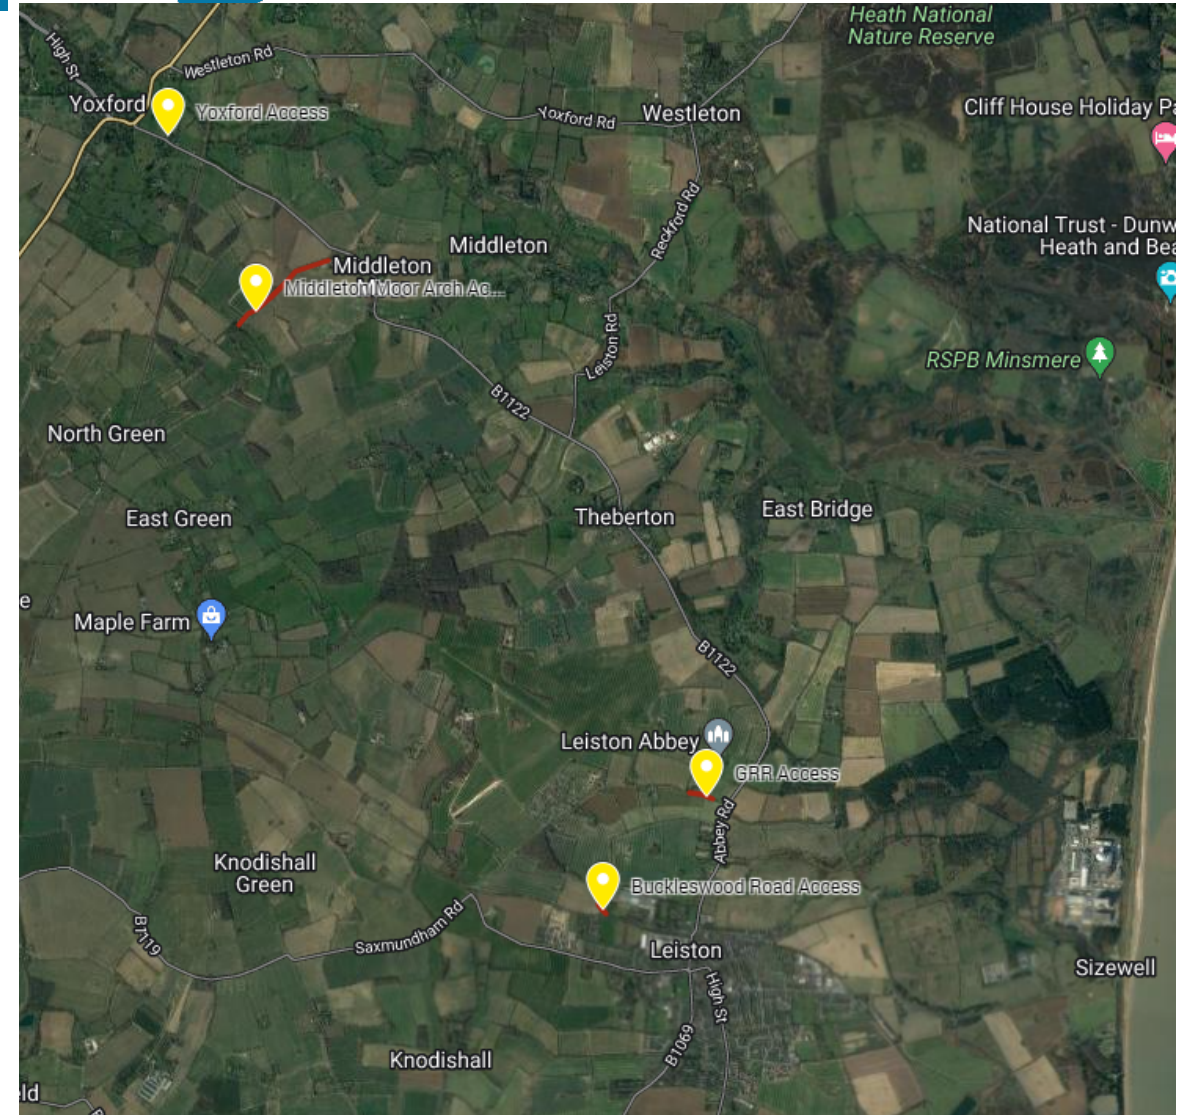 Heath National
Nature Reserve
High St
Westleton Rd
Yoxford
Yoxford Access
Yoxford Rd
Westleton
Cliff House Holiday Pa
Reckford Rd
National Trust - Dunw
Heath and Bea
Middleton
Middleton
Middleton Moor Arch Ac...
Leiston Rd
RSPB Minsmere
B1122
North Green
East Green
Theberton
East Bridge
e
Maple Farm
B1122
Leiston Abbey
GRR Access
Abbey Rd
Knodishall
Green
Buckleswood Road Access
B1119
Saxmundham Rd
Leiston
Sizewell
High St
B1069
Knodishall
ld